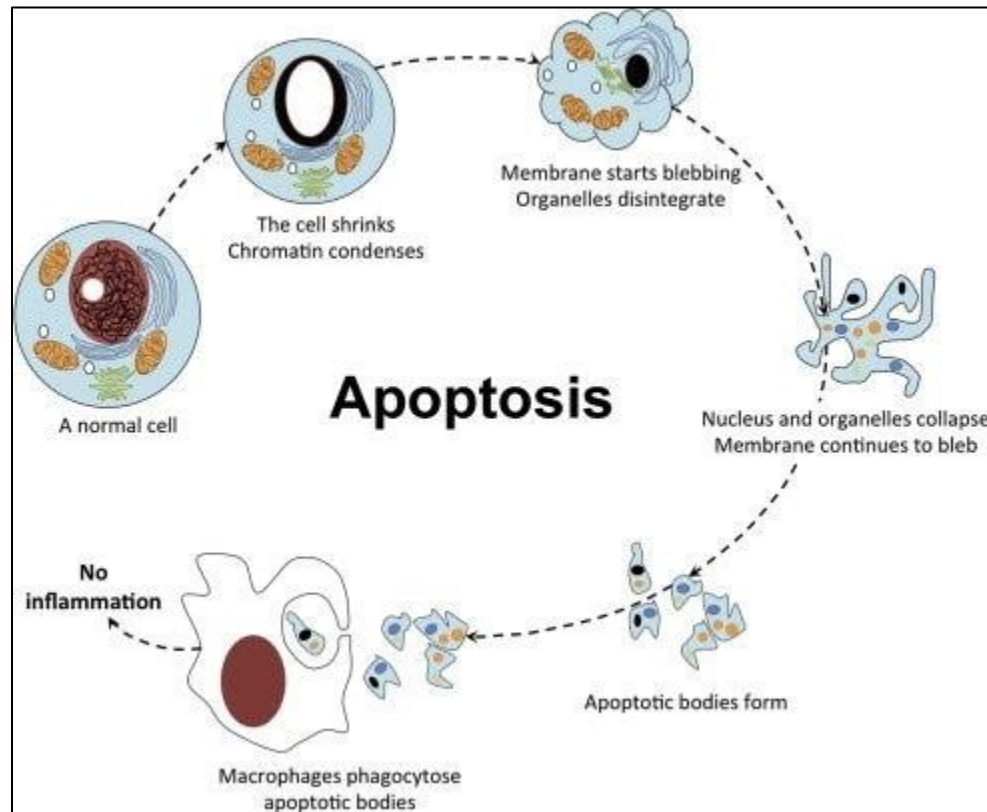 Apoptosis
A normal cell
The cell shrinks
Chromatin condenses
Membrane starts blebbing
Organelles disintegrate
Nucleus and organelles collapse
Membrane continues to bleb
Apoptotic bodies form
Macrophages phagocytose
apoptotic bodies
No
inflammation